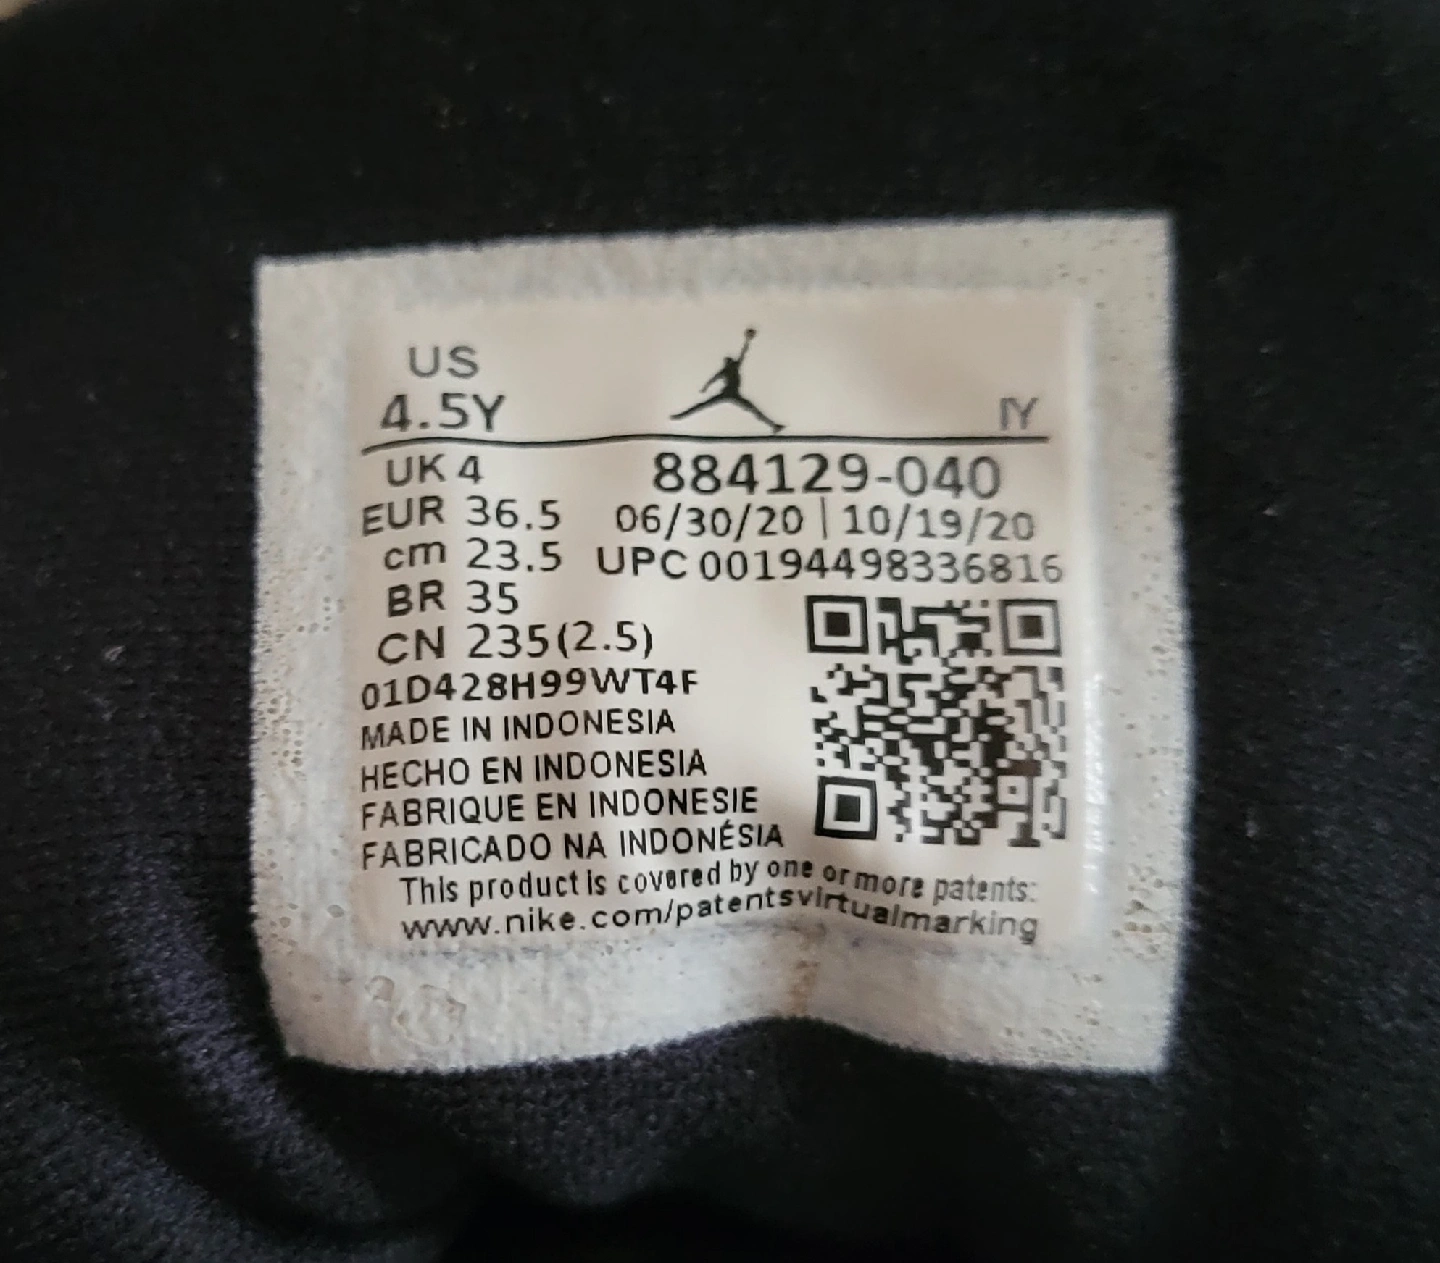 US
4.5Y
IY
UK 4
884129-040
EUR 36.5
06/30/20 | 10/19/20
cm 23.5
UPC 00194498336816
BR 35
CN 235(2.5)
01D428H99WT4F
MADE IN INDONESIA
HECHO EN INDONESIA
FABRIQUE EN INDONESIE
FABRICADO NA INDONÉSIA
This product is covered by one or more patents:
www.nike.com/patentsvirtualmarking